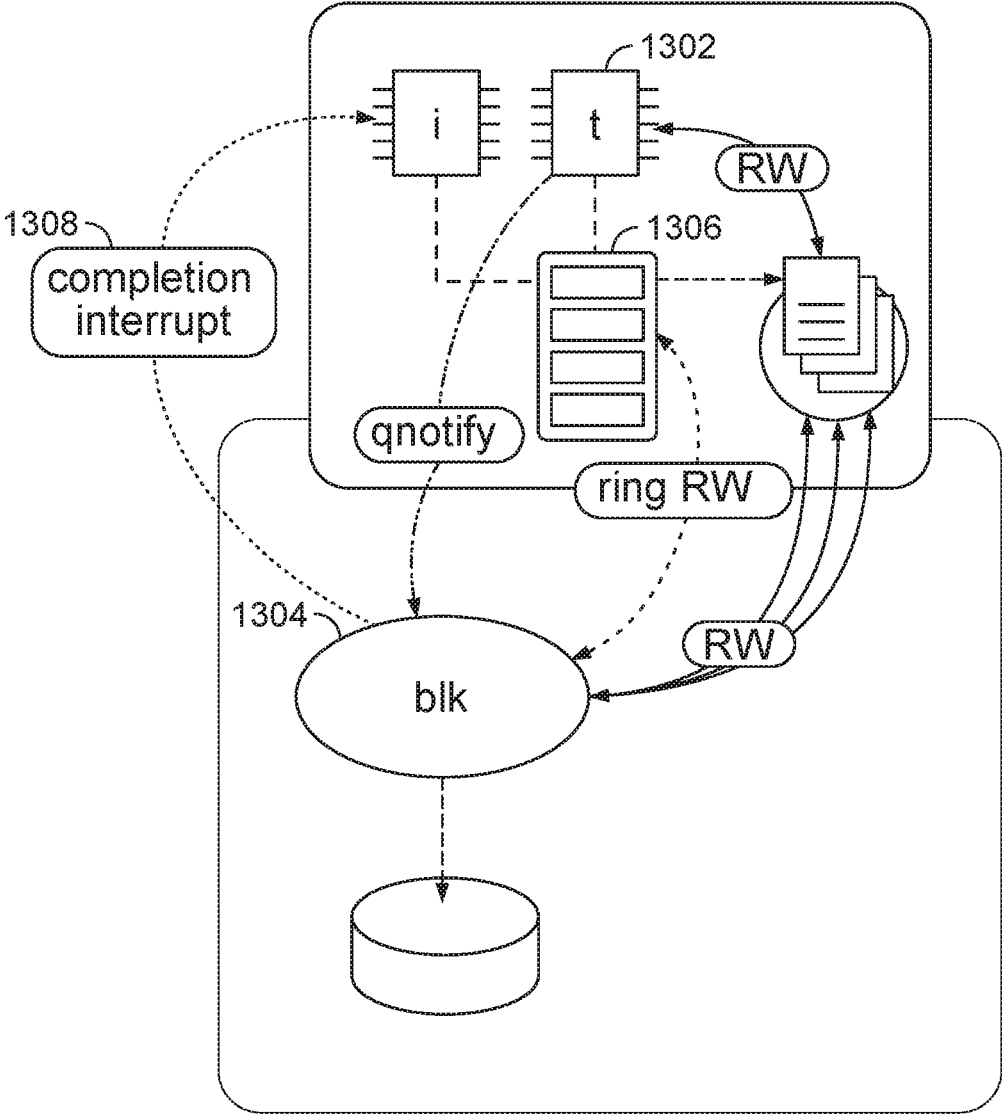 1302
i
t
RW
1308
1306
completion
interrupt
qnotify
ring RW
1304
RW
blk